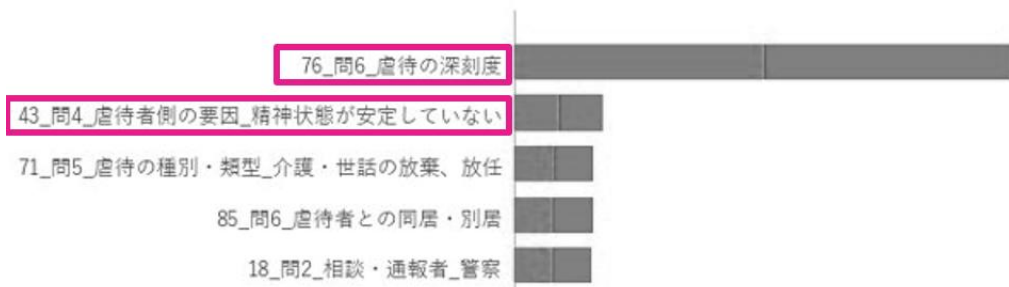 76_問6_虐待の深刻度
43_問4_虐待者側の要因_精神状態が安定していない
71_問5_虐待の種別・類型_介護・世話の放棄、放任
85_問6_虐待者との同居・別居
18_問2_相談・通報者_警察